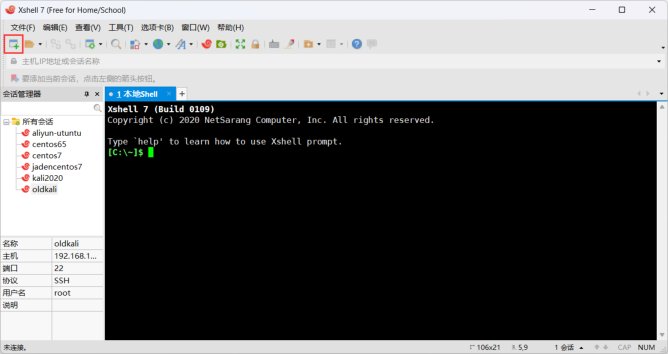 Xshell 7 (Free for Home/School)
文件(F) 编辑(E) 查看(V) 工具(T) 选项卡(B) 窗口(W) 帮助(H)
主机,IP地址或会话名称
要添加当前会话，点击左侧的箭头按钮。
会话管理器
1 本地Shell
所有会话
aliyun-utuntu
centos65
centos7
jadencentos7
kali2020
oldkali
Xshell 7 (Build 0109)
Copyright (c) 2020 NetSarang Computer, Inc. All rights reserved.
Type `help' to learn how to use Xshell prompt.
[C:\~]$
名称 oldkali
主机 192.168.1...
端口 22
协议 SSH
用户名 root
说明
未连接。 106x21 5,9 1 会话 CAP NUM